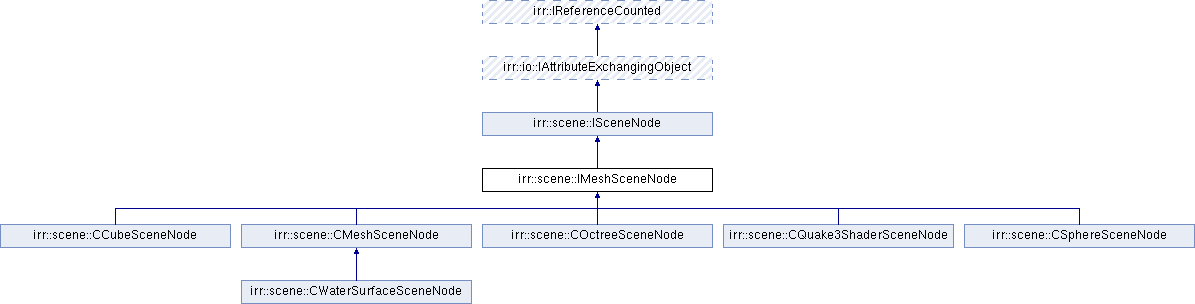 irr::IReferenceCounted
irr::io::IAttributeExchangingObject
irr::scene::ISceneNode
irr::scene::IMeshSceneNode
irr::scene::CCubeSceneNode
irr::scene::CMeshSceneNode
irr::scene::COctreeSceneNode
irr::scene::CQuake3ShaderSceneNode
irr::scene::CSphereSceneNode
irr::scene::CWaterSurfaceSceneNode